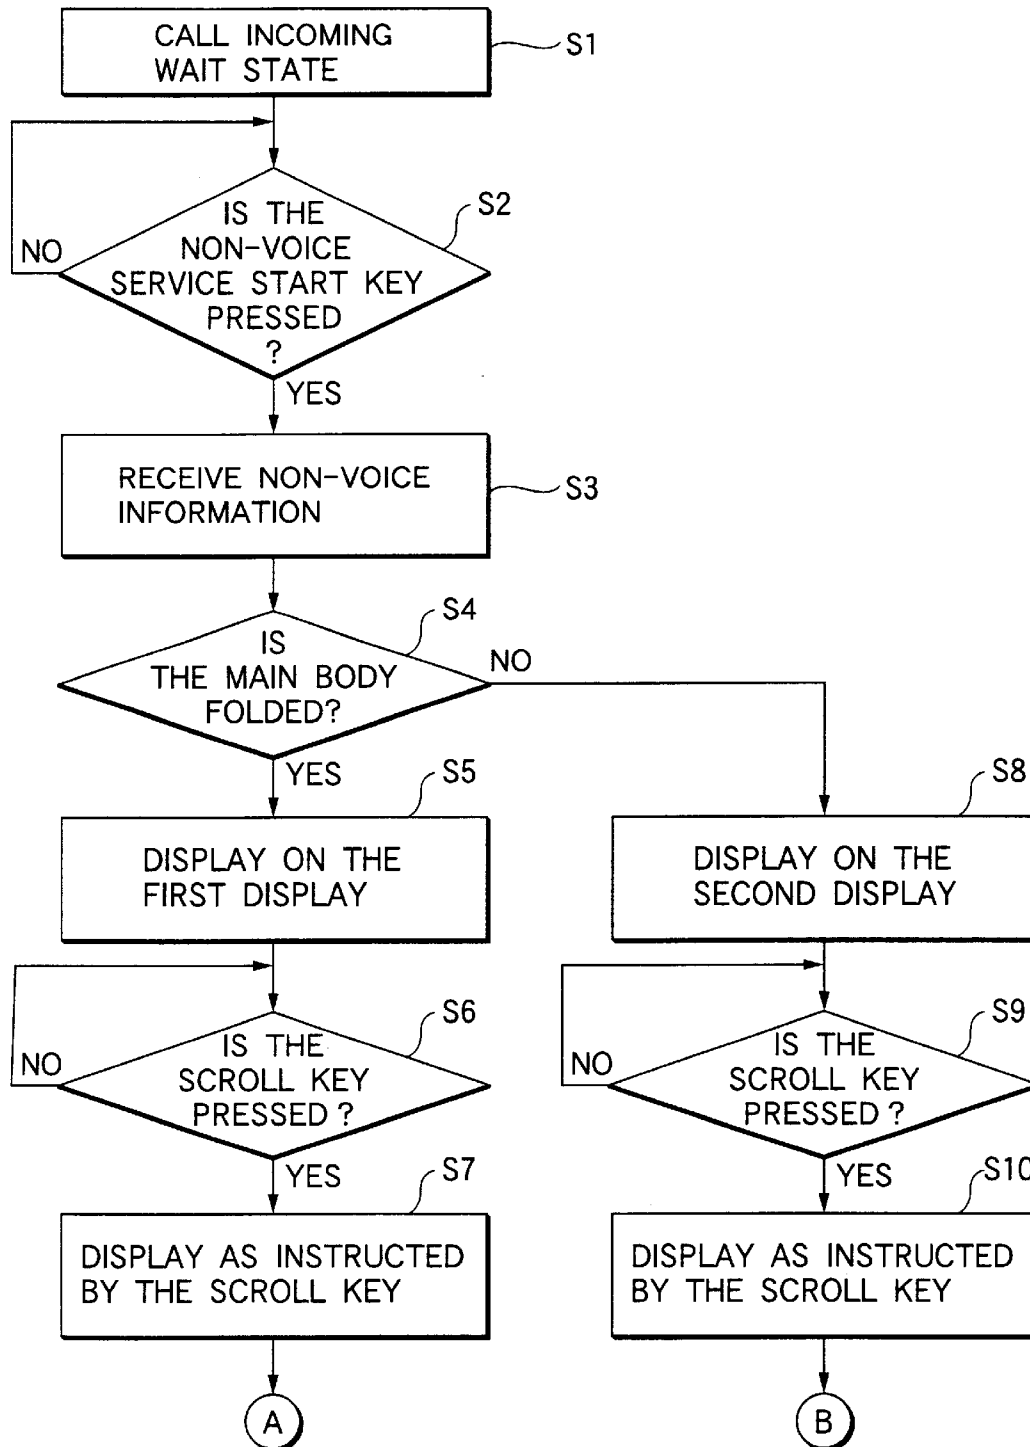 CALL INCOMING
WAIT STATE
S1
IS THE
NON-VOICE
SERVICE START KEY
PRESSED
?
S2
NO
YES
RECEIVE NON-VOICE
INFORMATION
S3
IS
THE MAIN BODY
FOLDED?
S4
NO
YES
S5
DISPLAY ON THE
FIRST DISPLAY
IS THE
SCROLL KEY
PRESSED?
S6
NO
YES
S7
DISPLAY AS INSTRUCTED
BY THE SCROLL KEY
A
S8
DISPLAY ON THE
SECOND DISPLAY
IS THE
SCROLL KEY
PRESSED?
S9
NO
YES
S10
DISPLAY AS INSTRUCTED
BY THE SCROLL KEY
B